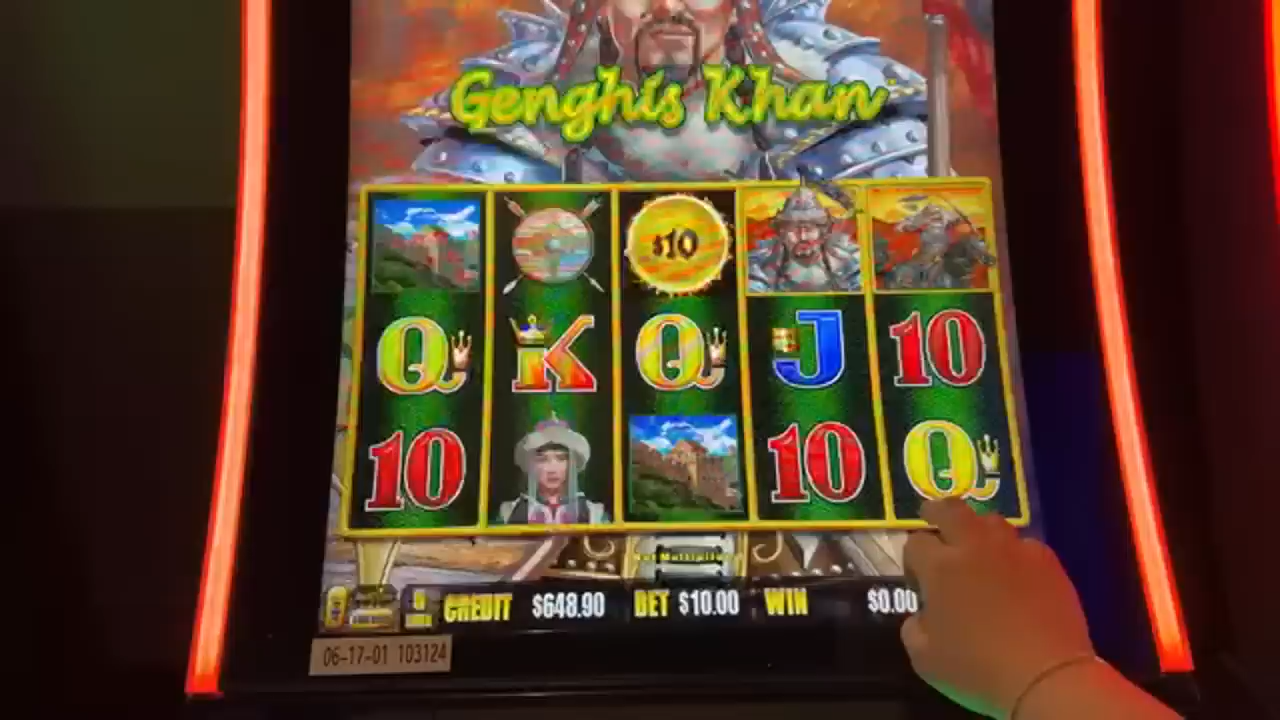 Genghis Khan
$10
Q K Q J 10
10 10 Q
CREDIT $648.90 BET $10.00 WIN $0.00
06-17-01 103124